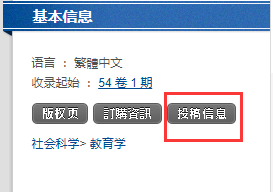 基本信息
语言 : 繁體中文
收录起始 : 54 卷 1 期
版权页 訂購資訊 投稿信息
社会科学> 教育学